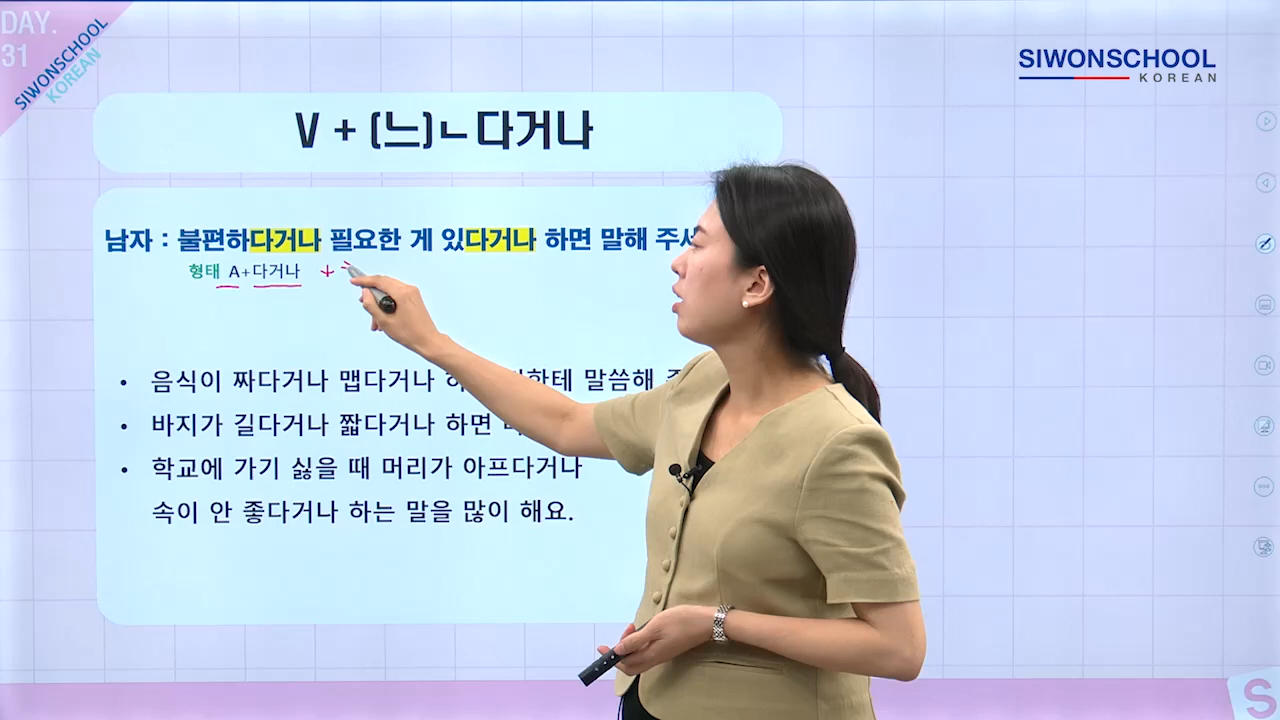 DAY.
31
SIWONSCHOOL
KOREAN
SIWONSCHOOL
KOREAN
V + (느)ㄴ다거나
남자 : 불편하다거나 필요한 게 있다거나 하면 말해 주
형태 A+다거나
• 음식이 짜다거나 맵다거나 말씀해
• 바지가 길다거나 짧다거나 하면
• 학교에 가기 싫을 때 머리가 아프다거나
속이 안 좋다거나 하는 말을 많이 해요.
S